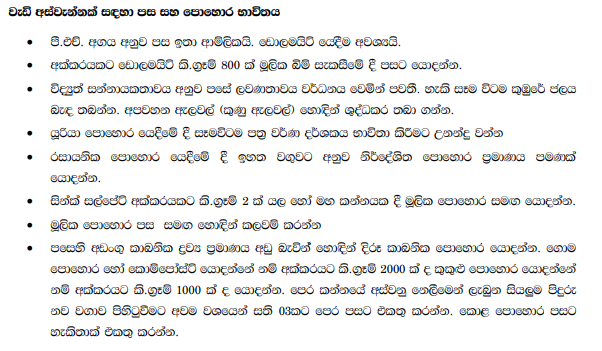 වැඩි අස්වැන්නක් සඳහා පස සහ පොහොර භාවිතය
• පී.එච්. අගය අනුව පස ඉතා ආම්ලිකයි. ඩොලමයිට් යෙදීම අවශ්‍යයි.
• අක්කරයකට ඩොලමයිට් කි.ග්‍රෑම් 800 ක් මූලික බිම් සැකසීමේ දී පසට යොදන්න.
• විද්‍යුත් සන්නායකතාවය අනුව පසේ ලවණතාවය වර්ධනය වෙමින් පවතී. හැකි සෑම විටම කුඹුරේ ජලය
බැඳ තබන්න. අපවහන ඇලවල් (කුණු ඇලවල්) හොඳින් ශුද්ධකර තබා ගන්න.
• යූරියා පොහොර යෙදීමේ දී සෑමවිටම පත්‍ර වර්ණ දර්ශකය භාවිතා කිරීමට උනන්දු වන්න
• රසායනික පොහොර යෙදීමේ දී ඉහත වගුවට අනුව නිර්දේශිත පොහොර ප්‍රමාණය පමණක්
යොදන්න.
• සින්ක් සල්පේට් අක්කරයකට කි.ග්‍රෑම් 2 ක් යල හෝ මහ කන්නයක දී මූලික පොහොර සමඟ යොදන්න.
• මූලික පොහොර පස සමඟ හොඳින් කලවම් කරන්න
• පසෙහි අඩංගු කාබනික ද්‍රව්‍ය ප්‍රමාණය අඩු බැවින් හොඳින් දිරූ කාබනික පොහොර යොදන්න. ගොම
පොහොර හෝ කොම්පෝස්ට් යොදන්නේ නම් අක්කරයට කි.ග්‍රෑම් 2000 ක් ද කුකුළු පොහොර යොදන්නේ
නම් අක්කරයට කි.ග්‍රෑම් 1000 ක් ද යොදන්න. පෙර කන්නයේ අස්වනු නෙලීමෙන් ලැබුන සියලුම පිදුරු
නව වගාව පිහිටුවීමට අවම වශයෙන් සති 03කට පෙර පසට එකතු කරන්න. කොළ පොහොර පසට
හැකිතාක් එකතු කරන්න.